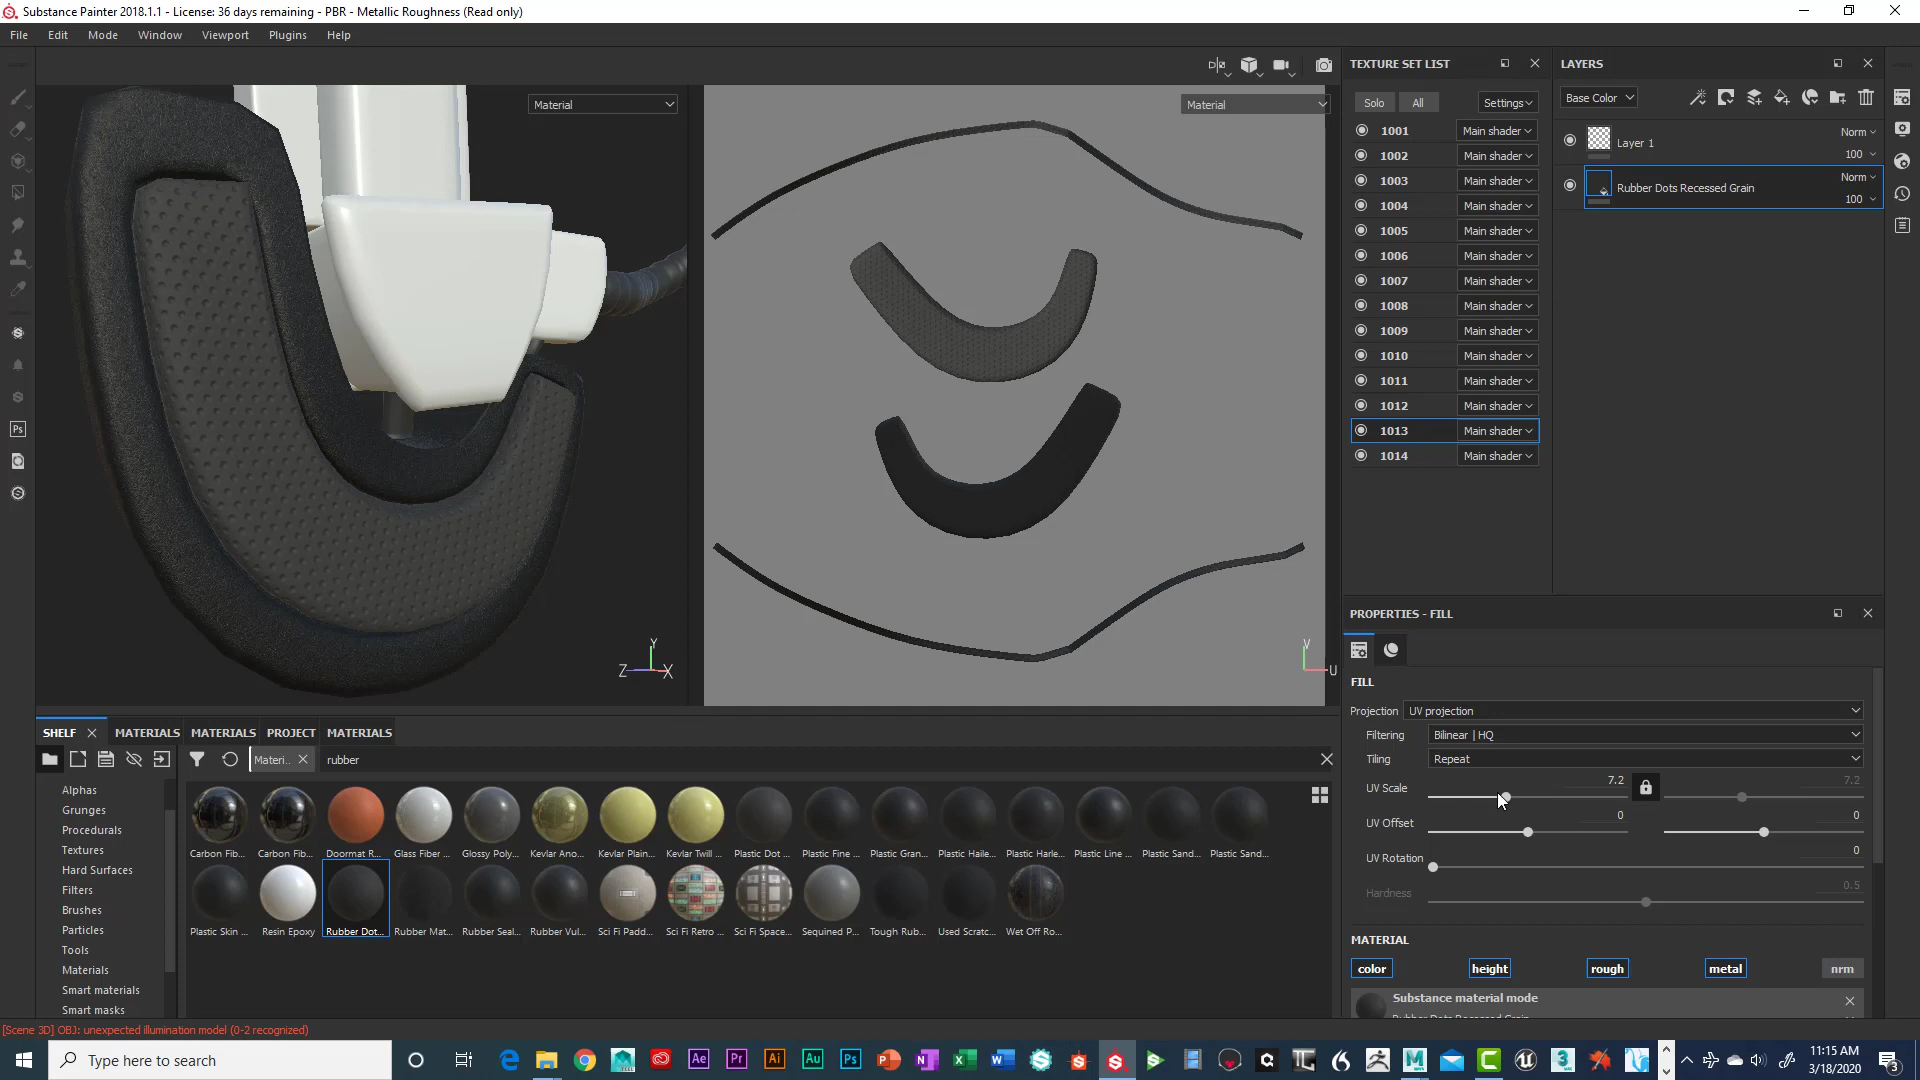 Substance Painter 2018.1.1 - License: 36 days remaining - PBR - Metallic Roughness (Read only)
File Edit Mode Window Viewport Plugins Help
Material
Material
TEXTURE SET LIST
Solo All Settings
1001 Main shader
1002 Main shader
1003 Main shader
1004 Main shader
1005 Main shader
1006 Main shader
1007 Main shader
1008 Main shader
1009 Main shader
1010 Main shader
1011 Main shader
1012 Main shader
1013 Main shader
1014 Main shader
LAYERS
Base Color
Layer 1 Norm 100
Rubber Dots Recessed Grain Norm 100
Y
Z X
V
U
Ps
PROPERTIES - FILL
FILL
Projection UV projection
Filtering Bilinear | HQ
Tiling Repeat
UV Scale 7.2 7.2
UV Offset 0 0
UV Rotation 0
Hardness 0.5
MATERIAL
color height rough metal nrm
Substance material mode
Rubber Dots Recessed Grain
SHELF MATERIALS MATERIALS PROJECT MATERIALS
Materi.. rubber
Alphas
Grunges
Procedurals
Textures
Hard Surfaces
Filters
Brushes
Particles
Tools
Materials
Smart materials
Smart masks
Carbon Fib... Carbon Fib... Doormat R... Glass Fiber ... Glossy Poly... Kevlar Ano... Kevlar Plain... Kevlar Twill ... Plastic Dot ... Plastic Fine ... Plastic Gran... Plastic Haile... Plastic Harle... Plastic Line ... Plastic Sand... Plastic Sand...
Plastic Skin ... Resin Epoxy Rubber Dot... Rubber Mat... Rubber Seal... Rubber Vul... Sci Fi Padd... Sci Fi Retro ... Sci Fi Space... Sequined P... Tough Rub... Used Scratc... Wet Off Ro...
[Scene 3D] OBJ: unexpected illumination model (0-2 recognized)
Type here to search
Ae Pr Ai Au Ps
11:15 AM
3/18/2020
3